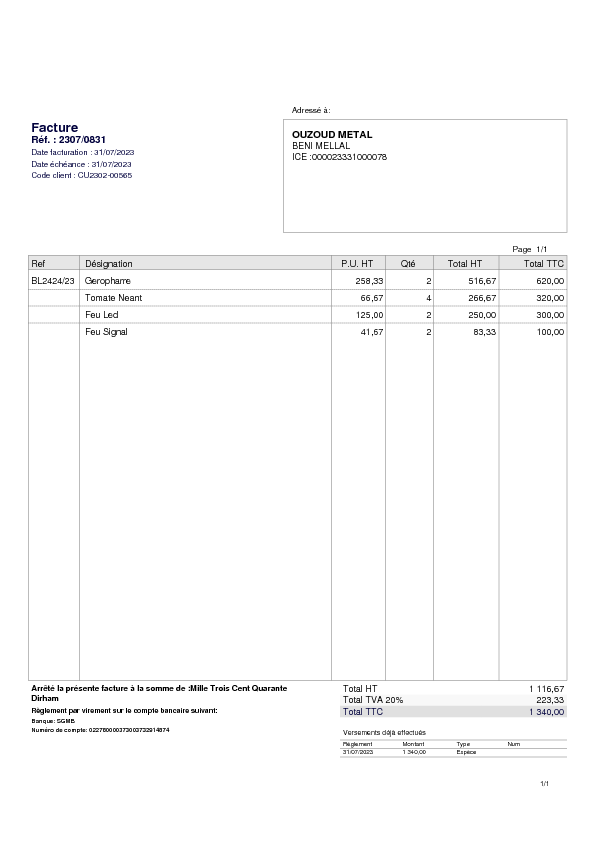 Adressé à:
Facture
Réf. : 2307/0831
Date facturation : 31/07/2023
Date échéance : 31/07/2023
Code client : CU2302-00565
OUZOUD METAL
BENI MELLAL
ICE :000023331000078
Page 1/1
Ref Désignation P.U. HT Qté Total HT Total TTC
BL2424/23 Geropharre 258,33 2 516,67 620,00
Tomate Neant 66,67 4 266,67 320,00
Feu Led 125,00 2 250,00 300,00
Feu Signal 41,67 2 83,33 100,00
Arrêté la présente facture à la somme de :Mille Trois Cent Quarante
Dirham
Règlement par virement sur le compte bancaire suivant:
Banque: SGMB
Numéro de compte:
Total HT 1 116,67
Total TVA 20% 223,33
Total TTC 1 340,00
Versements déjà effectués
Règlement Montant Type Num
31/07/2023 1 340,00 Espèce
1/1